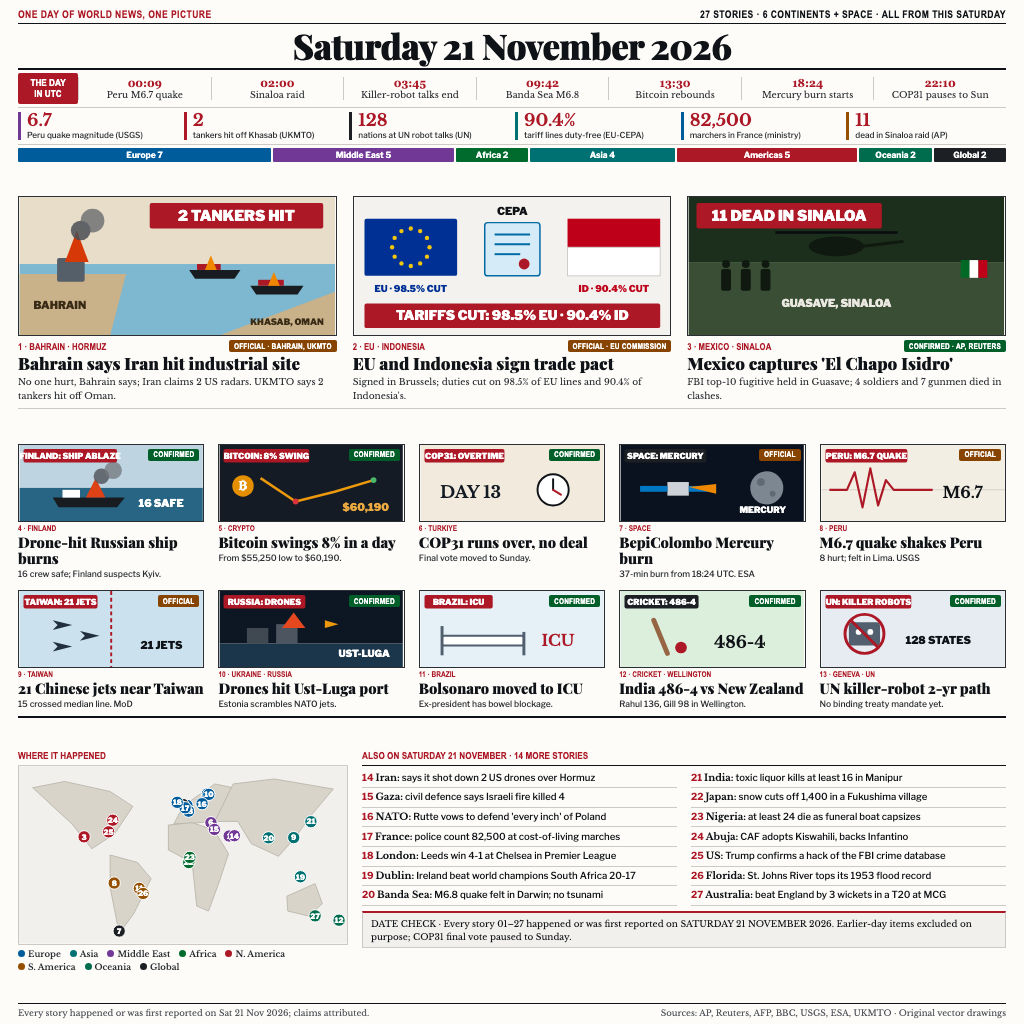 ONE DAY OF WORLD NEWS, ONE PICTURE
27 STORIES · 6 CONTINENTS + SPACE · ALL FROM THIS SATURDAY
Saturday 21 November 2026
THE DAY
IN UTC
00:09
Peru M6.7 quake
02:00
Sinaloa raid
03:45
Killer-robot talks end
09:42
Banda Sea M6.8
13:30
Bitcoin rebounds
18:24
Mercury burn starts
22:10
COP31 pauses to Sun
6.7
Peru quake magnitude (USGS)
2
tankers hit off Khasab (UKMTO)
128
nations at UN robot talks (UN)
90.4%
tariff lines duty-free (EU-CEPA)
82,500
marchers in France (ministry)
11
dead in Sinaloa raid (AP)
Europe 7
Middle East 5
Africa 2
Asia 4
Americas 5
Oceania 2
Global 2
2 TANKERS HIT
BAHRAIN
KHASAB, OMAN
1 · BAHRAIN · HORMUZ
OFFICIAL · BAHRAIN, UKMTO
Bahrain says Iran hit industrial site
No one hurt, Bahrain says; Iran claims 2 US radars. UKMTO says 2
tankers hit off Oman.
CEPA
EU · 98.5% CUT
ID · 90.4% CUT
TARIFFS CUT: 98.5% EU · 90.4% ID
2 · EU · INDONESIA
OFFICIAL · EU COMMISSION
EU and Indonesia sign trade pact
Signed in Brussels; duties cut on 98.5% of EU lines and 90.4% of
Indonesia's.
11 DEAD IN SINALOA
GUASAVE, SINALOA
3 · MEXICO · SINALOA
CONFIRMED · AP, REUTERS
Mexico captures 'El Chapo Isidro'
FBI top-10 fugitive held in Guasave; 4 soldiers and 7 gunmen died in
clashes.
FINLAND: SHIP ABLAZE
CONFIRMED
16 SAFE
4 · FINLAND
Drone-hit Russian ship
burns
16 crew safe; Finland suspects Kyiv.
BITCOIN: 8% SWING
CONFIRMED
₿
$60,190
5 · CRYPTO
Bitcoin swings 8% in a day
From $55,250 low to $60,190.
COP31: OVERTIME
CONFIRMED
DAY 13
6 · TURKIYE
COP31 runs over, no deal
Final vote moved to Sunday.
SPACE: MERCURY
OFFICIAL
MERCURY
7 · SPACE
BepiColombo Mercury
burn
37-min burn from 18:24 UTC. ESA
PERU: M6.7 QUAKE
OFFICIAL
M6.7
8 · PERU
M6.7 quake shakes Peru
8 hurt; felt in Lima. USGS
TAIWAN: 21 JETS
OFFICIAL
21 JETS
9 · TAIWAN
21 Chinese jets near Taiwan
15 crossed median line. MoD
RUSSIA: DRONES
CONFIRMED
UST-LUGA
10 · UKRAINE · RUSSIA
Drones hit Ust-Luga port
Estonia scrambles NATO jets.
BRAZIL: ICU
CONFIRMED
ICU
11 · BRAZIL
Bolsonaro moved to ICU
Ex-president has bowel blockage.
CRICKET: 486-4
CONFIRMED
486-4
12 · CRICKET · WELLINGTON
India 486-4 vs New Zealand
Rahul 136, Gill 98 in Wellington.
UN: KILLER ROBOTS
CONFIRMED
128 STATES
13 · GENEVA · UN
UN killer-robot 2-yr path
No binding treaty mandate yet.
WHERE IT HAPPENED
18
17
16
10
24
25
3
15
14
23
20
9
21
19
8
26
7
27
12
Europe
Asia
Middle East
Africa
N. America
S. America
Oceania
Global
ALSO ON SATURDAY 21 NOVEMBER · 14 MORE STORIES
14 Iran: says it shot down 2 US drones over Hormuz
15 Gaza: civil defence says Israeli fire killed 4
16 NATO: Rutte vows to defend 'every inch' of Poland
17 France: police count 82,500 at cost-of-living marches
18 London: Leeds win 4-1 at Chelsea in Premier League
19 Dublin: Ireland beat world champions South Africa 20-17
20 Banda Sea: M6.8 quake felt in Darwin; no tsunami
21 India: toxic liquor kills at least 16 in Manipur
22 Japan: snow cuts off 1,400 in a Fukushima village
23 Nigeria: at least 24 die as funeral boat capsizes
24 Abuja: CAF adopts Kiswahili, backs Infantino
25 US: Trump confirms a hack of the FBI crime database
26 Florida: St. Johns River tops its 1953 flood record
27 Australia: beat England by 3 wickets in a T20 at MCG
DATE CHECK · Every story 01–27 happened or was first reported on SATURDAY 21 NOVEMBER 2026. Earlier-day items excluded on
purpose; COP31 final vote paused to Sunday.
Every story happened or was first reported on Sat 21 Nov 2026; claims attributed.
Sources: AP, Reuters, AFP, BBC, USGS, ESA, UKMTO · Original vector drawings